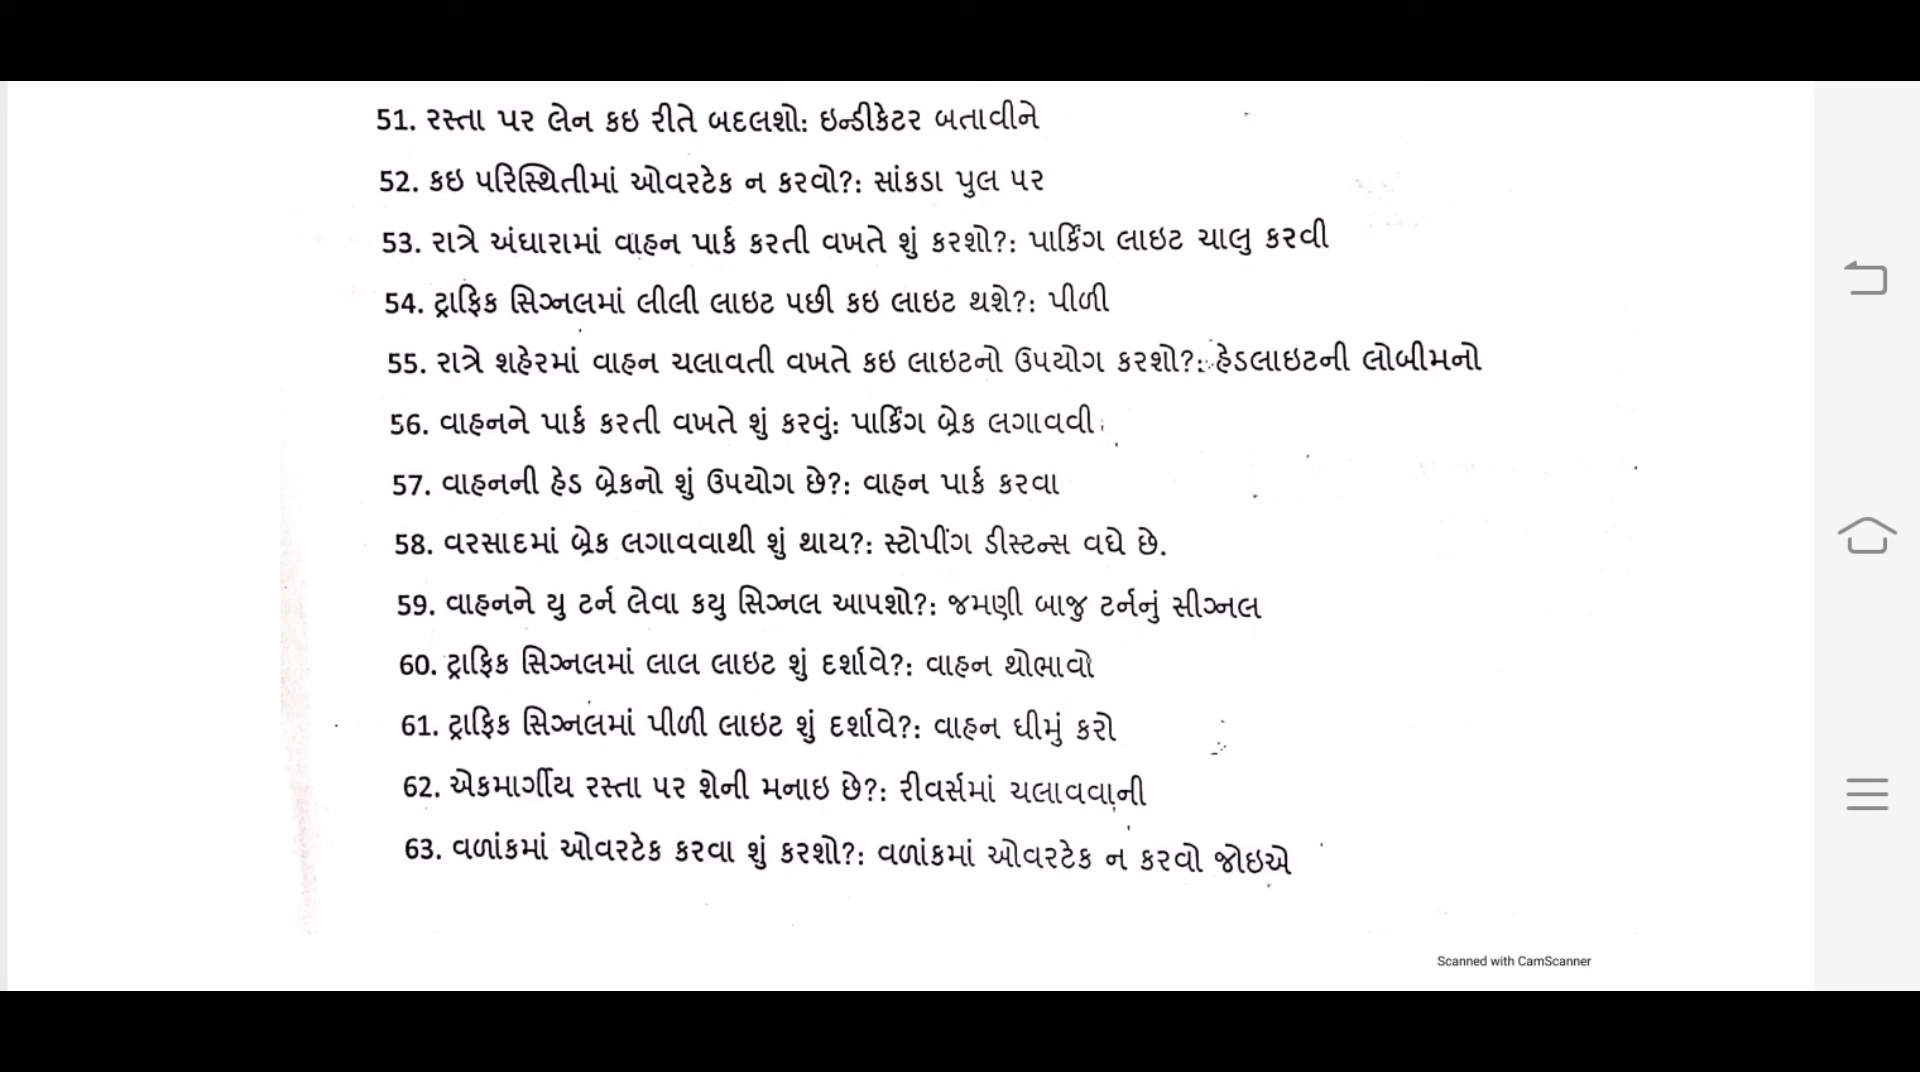 51. રસ્તા પર લેન કઇ રીતે બદલશો: ઇન્ડીકેટર બતાવીને
52. કઇ પરિસ્થિતીમાં ઓવરટેક ન કરવો?: સાંકડા પુલ પર
53. રાત્રે અંધારામાં વાહન પાર્ક કરતી વખતે શું કરશો?: પાર્કિંગ લાઇટ ચાલુ કરવી
54. ટ્રાફિક સિગ્નલમાં લીલી લાઇટ પછી કઇ લાઇટ થશે?: પીળી
55. રાત્રે શહેરમાં વાહન ચલાવતી વખતે કઇ લાઇટનો ઉપયોગ કરશો?: હેડલાઇટની લોબીમનો
56. વાહનને પાર્ક કરતી વખતે શું કરવું: પાર્કિંગ બ્રેક લગાવવી
57. વાહનની હેડ બ્રેકનો શું ઉપયોગ છે?: વાહન પાર્ક કરવા
58. વરસાદમાં બ્રેક લગાવવાથી શું થાય?: સ્ટોપીંગ ડીસ્ટન્સ વધે છે.
59. વાહનને યુ ટર્ન લેવા કયુ સિગ્નલ આપશો?: જમણી બાજુ ટર્નનું સીગ્નલ
60. ટ્રાફિક સિગ્નલમાં લાલ લાઇટ શું દર્શાવે?: વાહન થોભાવો
61. ટ્રાફિક સિગ્નલમાં પીળી લાઇટ શું દર્શાવે?: વાહન ધીમું કરો
62. એકમાર્ગીય રસ્તા પર શેની મનાઇ છે?: રીવર્સમાં ચલાવવાની
63. વળાંકમાં ઓવરટેક કરવા શું કરશો?: વળાંકમાં ઓવરટેક ન કરવો જોઇએ
Scanned with CamScanner